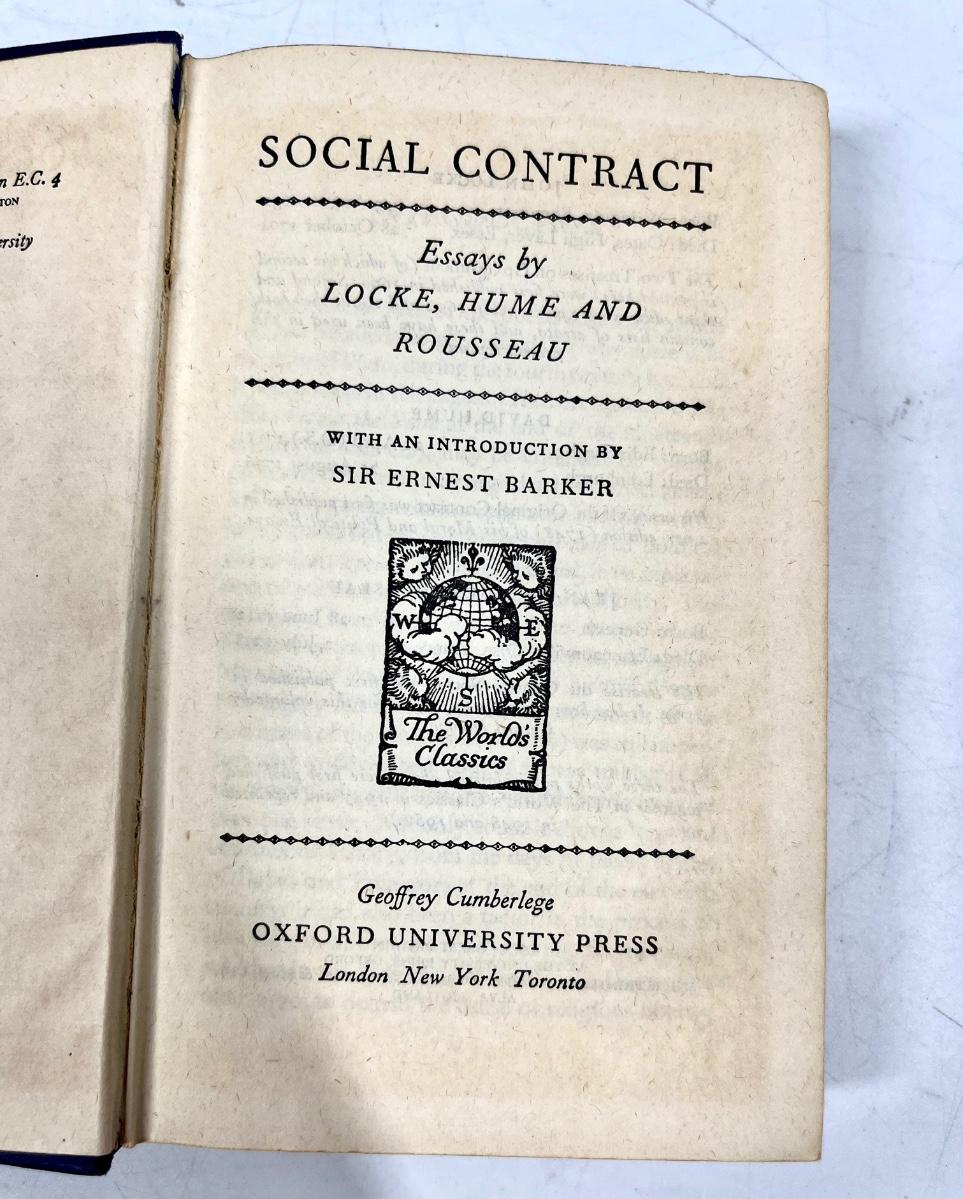 n E.C. 4
TON
ersity
SOCIAL CONTRACT
Essays by
LOCKE, HUME AND
ROUSSEAU
WITH AN INTRODUCTION BY
SIR ERNEST BARKER
W E
S
The World's
Classics
Geoffrey Cumberlege
OXFORD UNIVERSITY PRESS
London New York Toronto